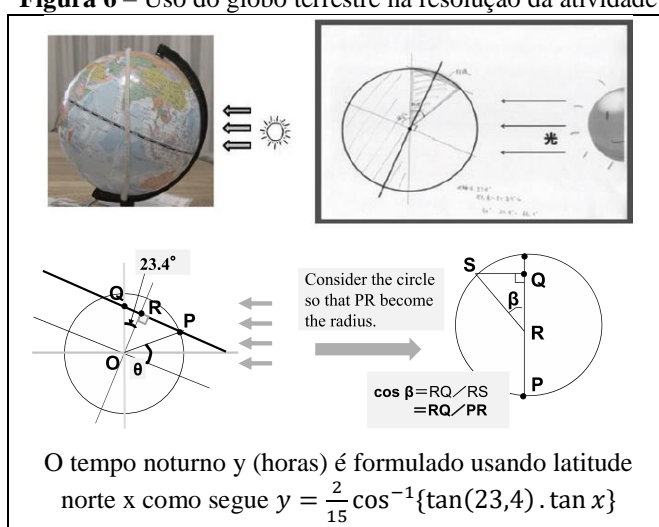 Figura 6 – Uso do globo terrestre na resolução da atividade
光
23.4°
Q
R
P
O
θ
Consider the circle
so that PR become
the radius.
S
Q
β
R
P
cos β=RQ/RS
=RQ/PR
O tempo noturno y (horas) é formulado usando latitude
norte x como segue y = 2/15 cos⁻¹{tan(23,4) . tan x}